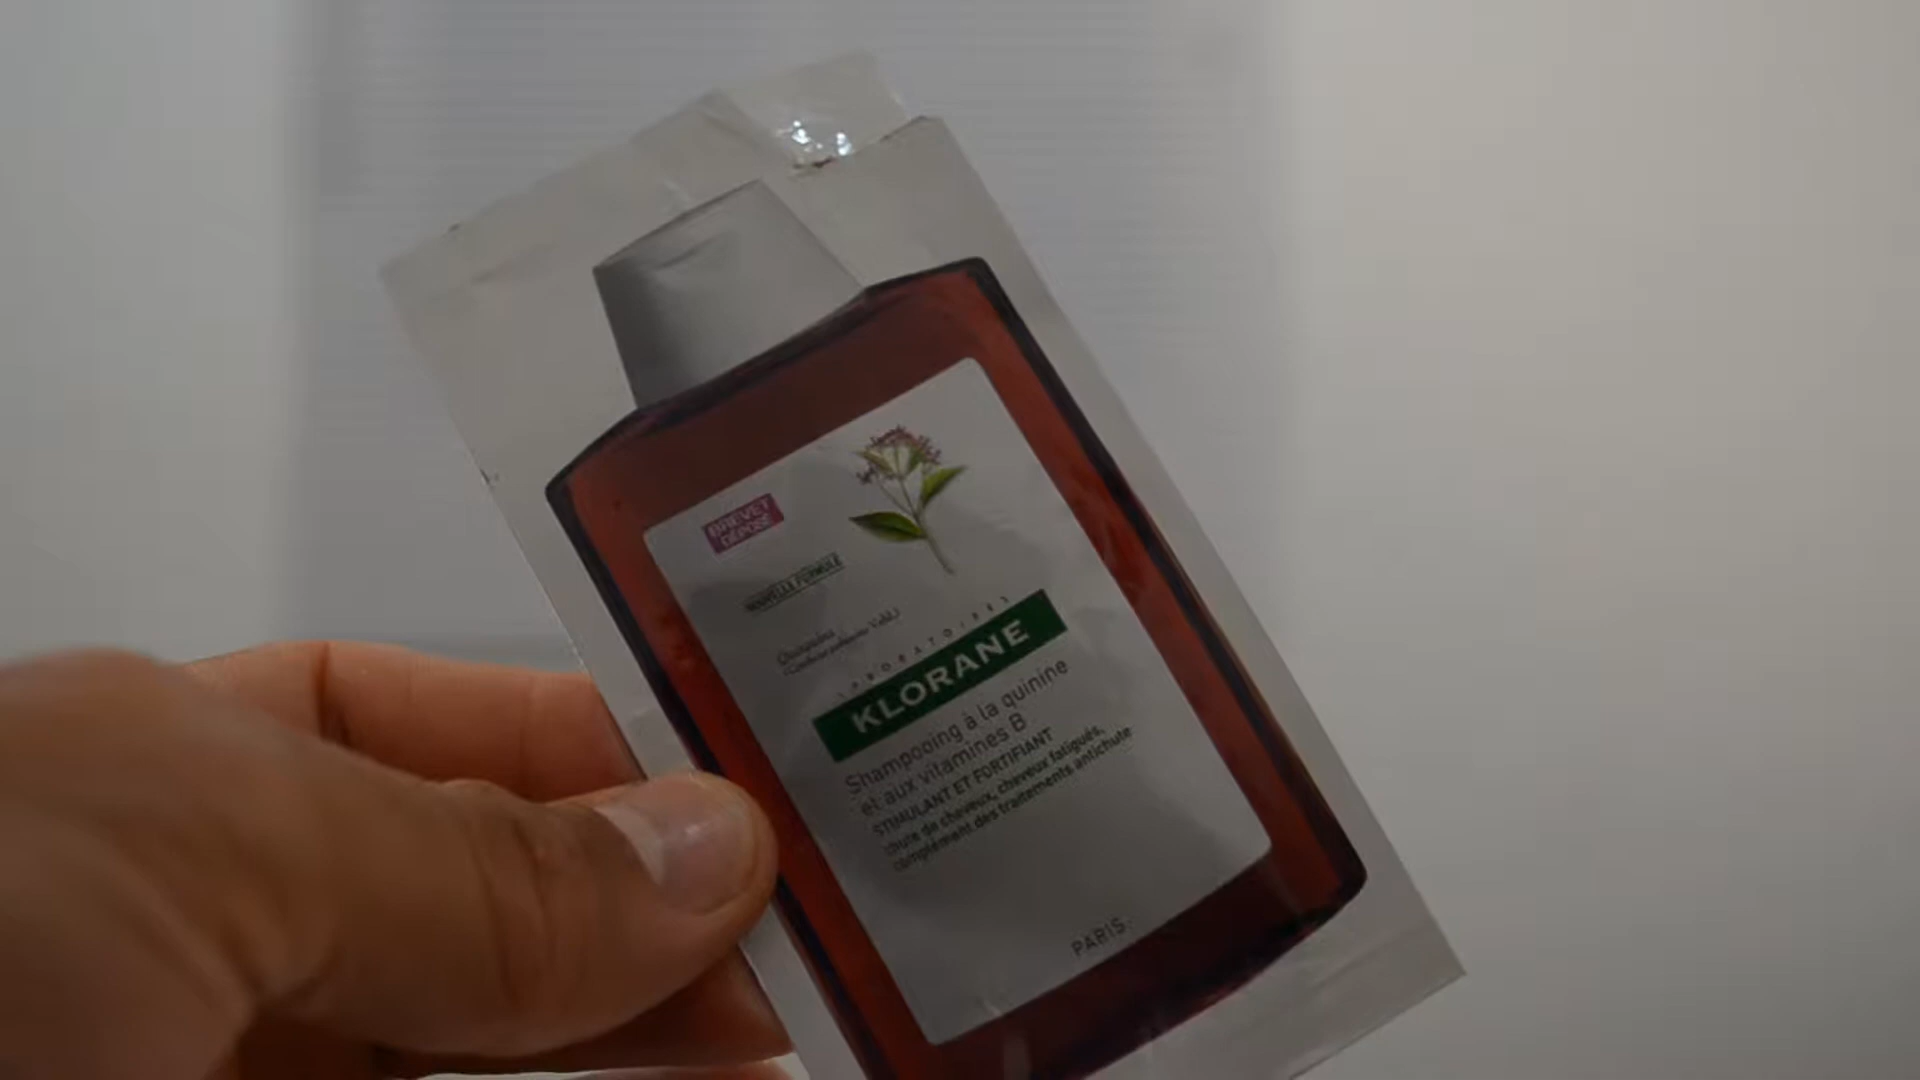 BREVET
DÉPOSÉ
NOUVELLE FORMULE
LABORATOIRES
KLORANE
Shampooing à la quinine
et aux vitamines B
STIMULANT ET FORTIFIANT
chute de cheveux, cheveux fatigués,
complément des traitements antichute
PARIS